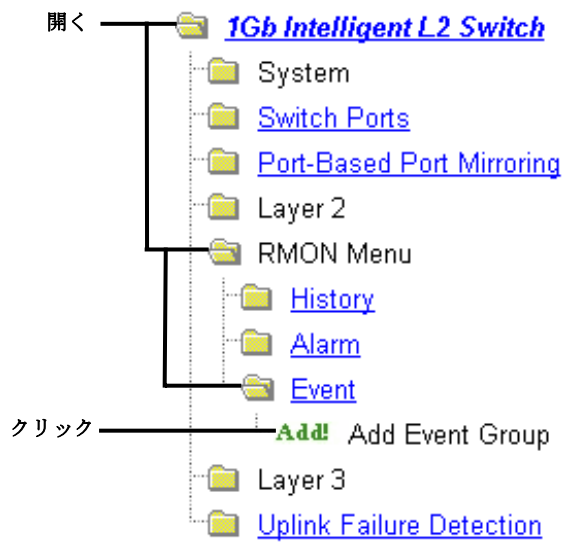 開く
1Gb Intelligent L2 Switch
System
Switch Ports
Port-Based Port Mirroring
Layer 2
RMON Menu
History
Alarm
Event
クリック
Add! Add Event Group
Layer 3
Uplink Failure Detection